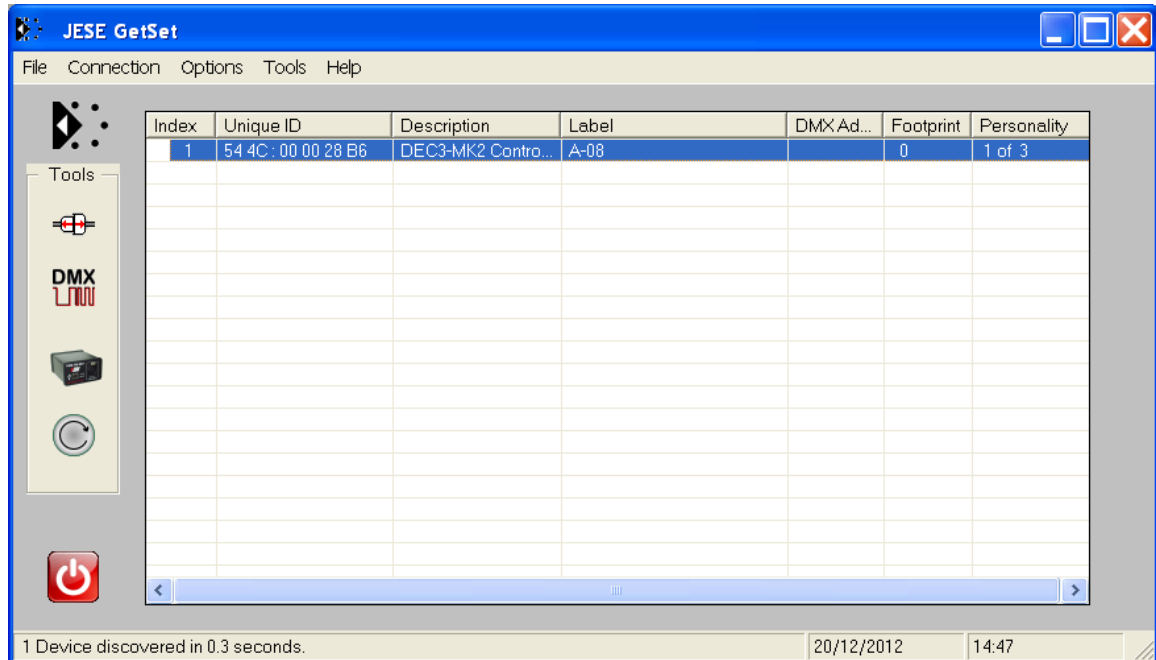 JESE GetSet
File Connection Options Tools Help
Index Unique ID Description Label DMX Ad... Footprint Personality
1 54 4C : 00 00 28 B6 DEC3-MK2 Contro... A-08 0 1 of 3
Tools
DMX
1 Device discovered in 0.3 seconds. 20/12/2012 14:47